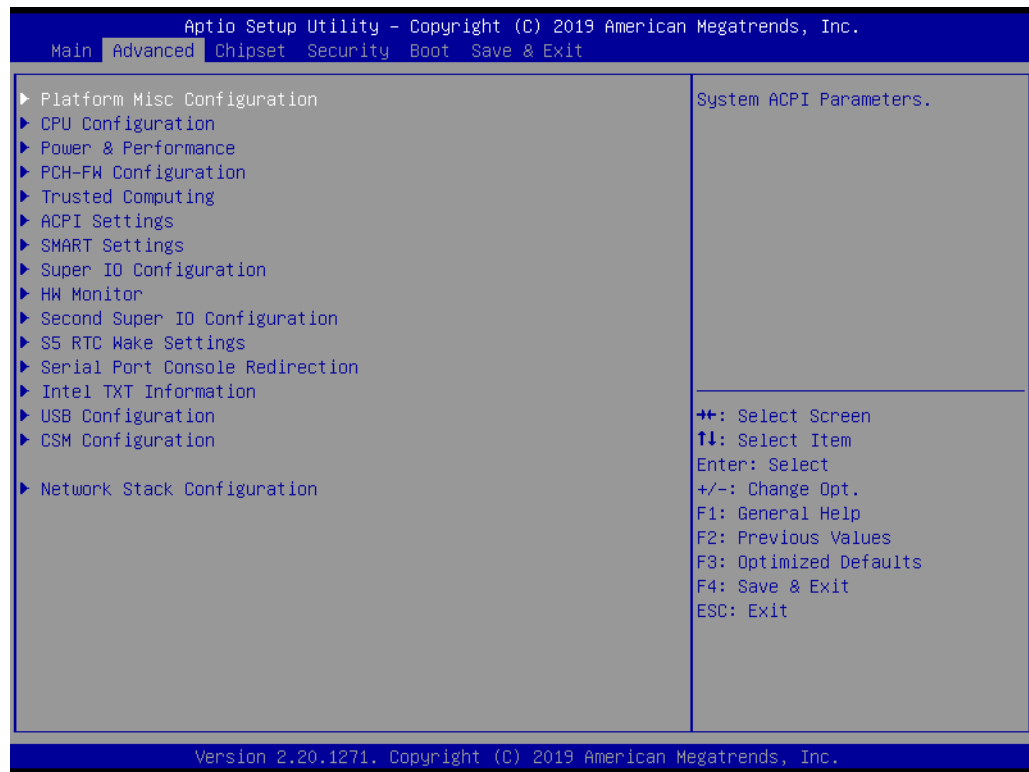 Aptio Setup Utility – Copyright (C) 2019 American Megatrends, Inc.
Main Advanced Chipset Security Boot Save & Exit
▶ Platform Misc Configuration
▶ CPU Configuration
▶ Power & Performance
▶ PCH-FW Configuration
▶ Trusted Computing
▶ ACPI Settings
▶ SMART Settings
▶ Super IO Configuration
▶ HW Monitor
▶ Second Super IO Configuration
▶ S5 RTC Wake Settings
▶ Serial Port Console Redirection
▶ Intel TXT Information
▶ USB Configuration
▶ CSM Configuration
▶ Network Stack Configuration
System ACPI Parameters.
→←: Select Screen
↑↓: Select Item
Enter: Select
+/-: Change Opt.
F1: General Help
F2: Previous Values
F3: Optimized Defaults
F4: Save & Exit
ESC: Exit
Version 2.20.1271. Copyright (C) 2019 American Megatrends, Inc.